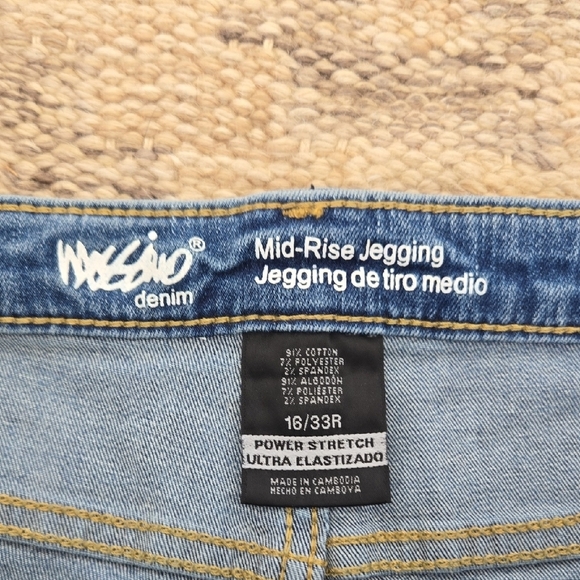 mossimo®
denim
Mid-Rise Jegging
Jegging de tiro medio
91% COTTON
7% POLYESTER
2% SPANDEX
91% ALGODÓN
7% POLIÉSTER
2% SPANDEX
16/33R
POWER STRETCH
ULTRA ELASTIZADO
MADE IN CAMBODIA
HECHO EN CAMBOYA